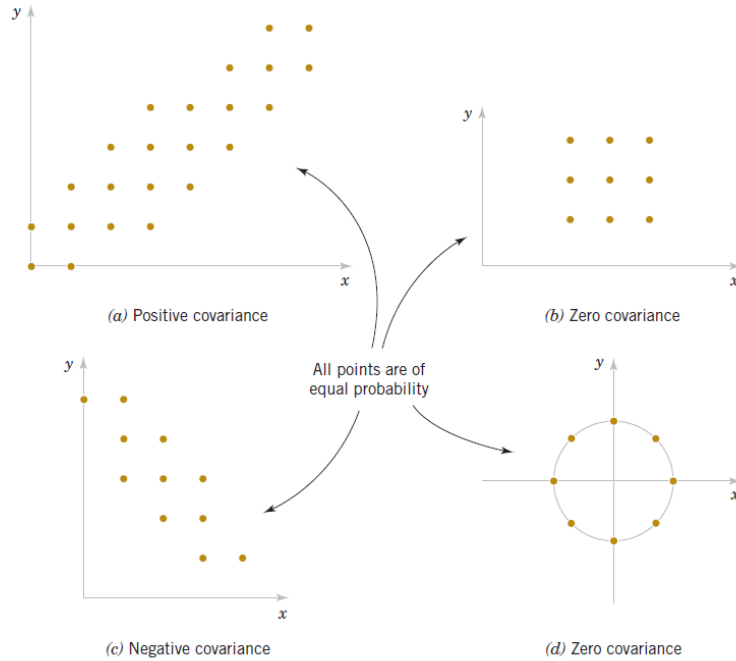 y
x
(a) Positive covariance
y
x
(b) Zero covariance
All points are of
equal probability
y
x
(c) Negative covariance
y
x
(d) Zero covariance